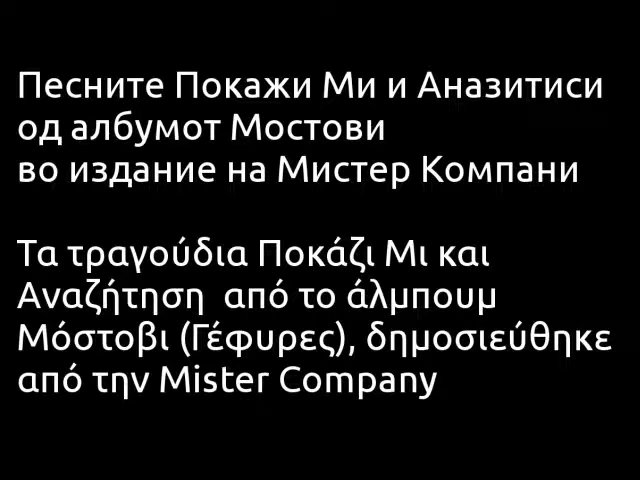 Песните Покажи Ми и Аназитиси
од албумот Мостови
во издание на Мистер Компани
Τα τραγούδια Ποκάζι Μι και
Αναζήτηση από το άλμπουμ
Μόστοβι (Γέφυρες), δημοσιεύθηκε
από την Mister Company